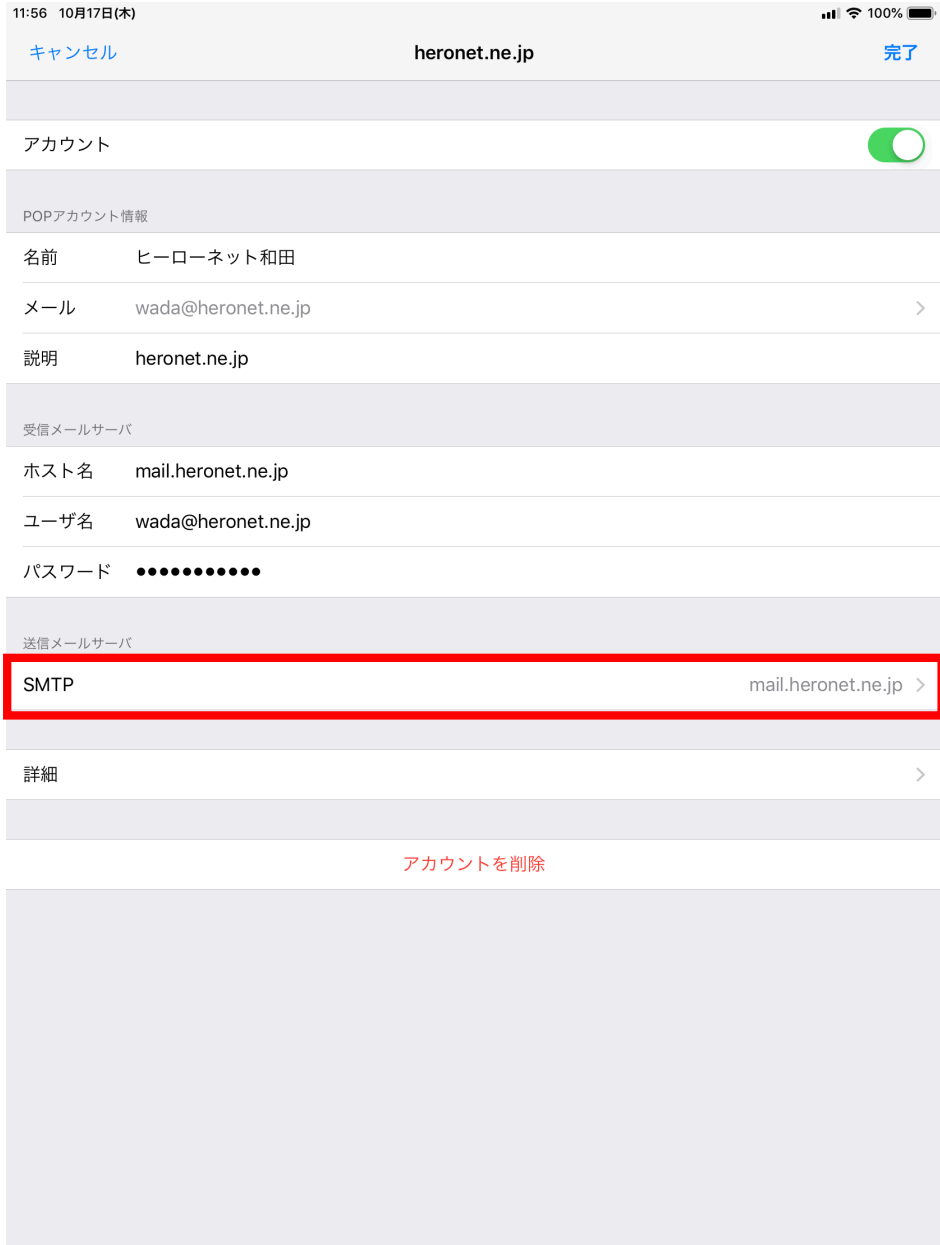 11:56 10月17日(木) 100%
キャンセル heronet.ne.jp 完了
アカウント
POPアカウント情報
名前 ヒーローネット和田
メール wada@heronet.ne.jp
説明 heronet.ne.jp
受信メールサーバ
ホスト名 mail.heronet.ne.jp
ユーザ名 wada@heronet.ne.jp
パスワード ●●●●●●●●●●●
送信メールサーバ
SMTP mail.heronet.ne.jp
詳細
アカウントを削除